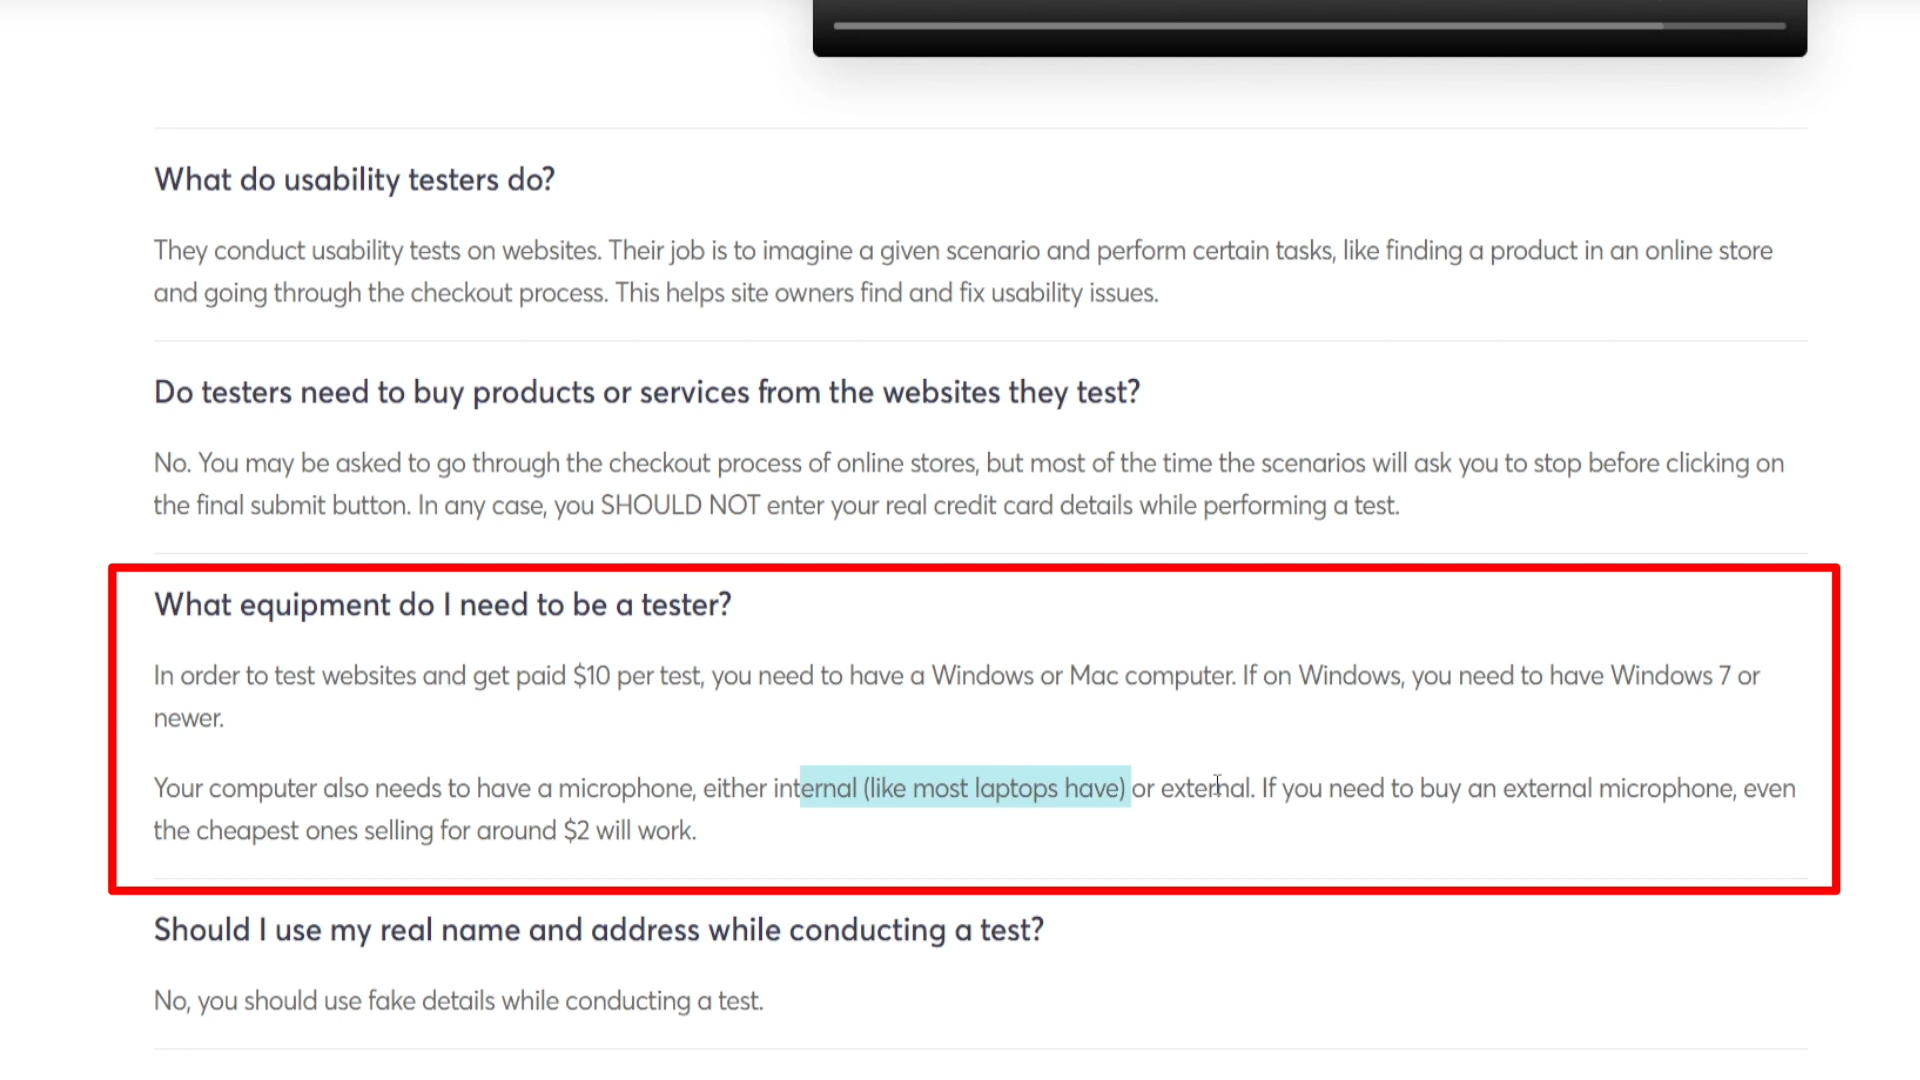 What do usability testers do?
They conduct usability tests on websites. Their job is to imagine a given scenario and perform certain tasks, like finding a product in an online store
and going through the checkout process. This helps site owners find and fix usability issues.
Do testers need to buy products or services from the websites they test?
No. You may be asked to go through the checkout process of online stores, but most of the time the scenarios will ask you to stop before clicking on
the final submit button. In any case, you SHOULD NOT enter your real credit card details while performing a test.
What equipment do I need to be a tester?
In order to test websites and get paid $10 per test, you need to have a Windows or Mac computer. If on Windows, you need to have Windows 7 or
newer.
Your computer also needs to have a microphone, either internal (like most laptops have) or external. If you need to buy an external microphone, even
the cheapest ones selling for around $2 will work.
Should I use my real name and address while conducting a test?
No, you should use fake details while conducting a test.